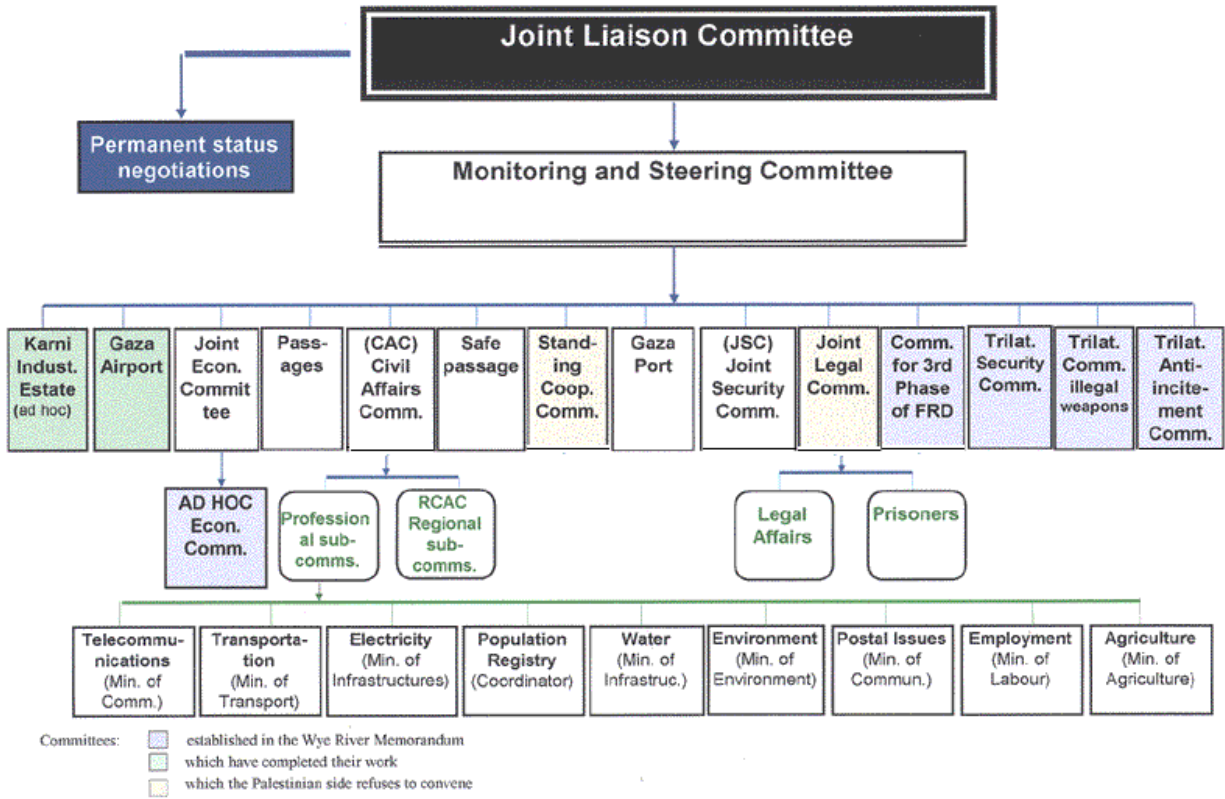 Joint Liaison Committee
Permanent status
negotiations
Monitoring and Steering Committee
Karni
Indust.
Estate
(ad hoc)
Gaza
Airport
Joint
Econ.
Commit
tee
Pass-
ages
(CAC)
Civil
Affairs
Comm.
Safe
passage
Stand-
ing
Coop.
Comm.
Gaza
Port
(JSC)
Joint
Security
Comm.
Joint
Legal
Comm.
Comm.
for 3rd
Phase
of FRD
Trilat.
Security
Comm.
Trilat.
Comm.
illegal
weapons
Trilat.
Anti-
incite-
ment
Comm.
AD HOC
Econ.
Comm.
Profession
al sub-
comms.
RCAC
Regional
sub-
comms.
Legal
Affairs
Prisoners
Telecommu-
nications
(Min. of
Comm.)
Transporta-
tion
(Min. of
Transport)
Electricity
(Min. of
Infrastructures)
Population
Registry
(Coordinator)
Water
(Min. of
Infrastruc.)
Environment
(Min. of
Environment)
Postal Issues
(Min. of
Commun.)
Employment
(Min. of
Labour)
Agriculture
(Min. of
Agriculture)
Committees:
established in the Wye River Memorandum
which have completed their work
which the Palestinian side refuses to convene